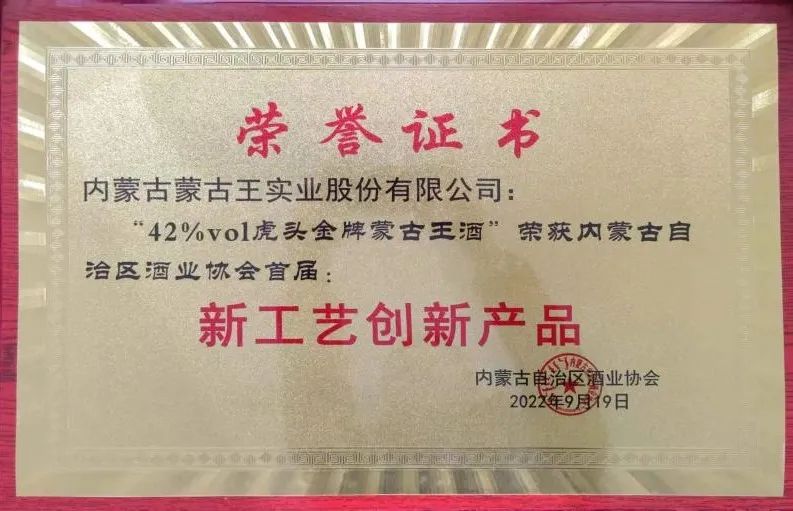 荣誉证书
内蒙古蒙古王实业股份有限公司：
“42%vol虎头金牌蒙古王酒”荣获内蒙古自
治区酒业协会首届：
新工艺创新产品
内蒙古自治区酒业协会
2022年9月19日